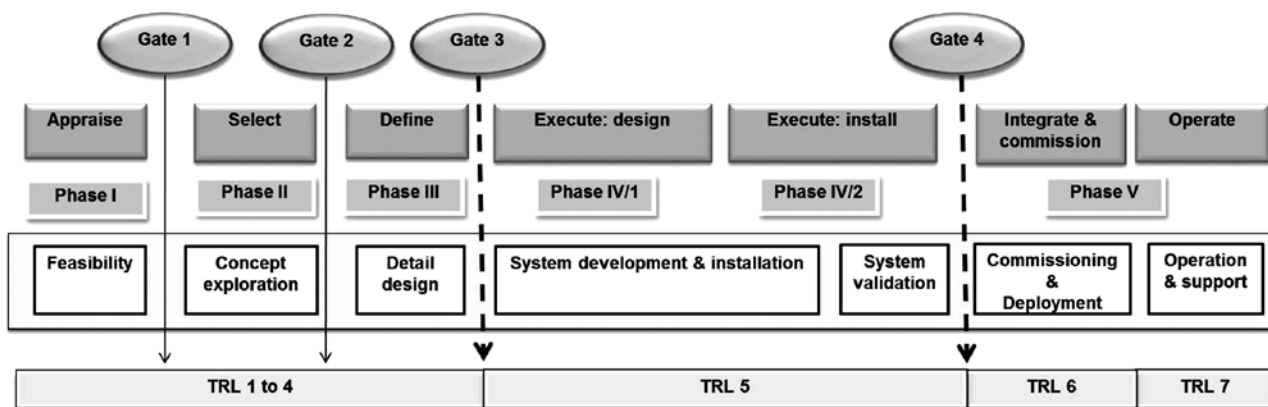 Gate 1
Gate 2
Gate 3
Gate 4
Appraise
Select
Define
Execute: design
Execute: install
Integrate &
commission
Operate
Phase I
Phase II
Phase III
Phase IV/1
Phase IV/2
Phase V
Feasibility
Concept
exploration
Detail
design
System development & installation
System
validation
Commissioning
&
Deployment
Operation
& support
TRL 1 to 4
TRL 5
TRL 6
TRL 7